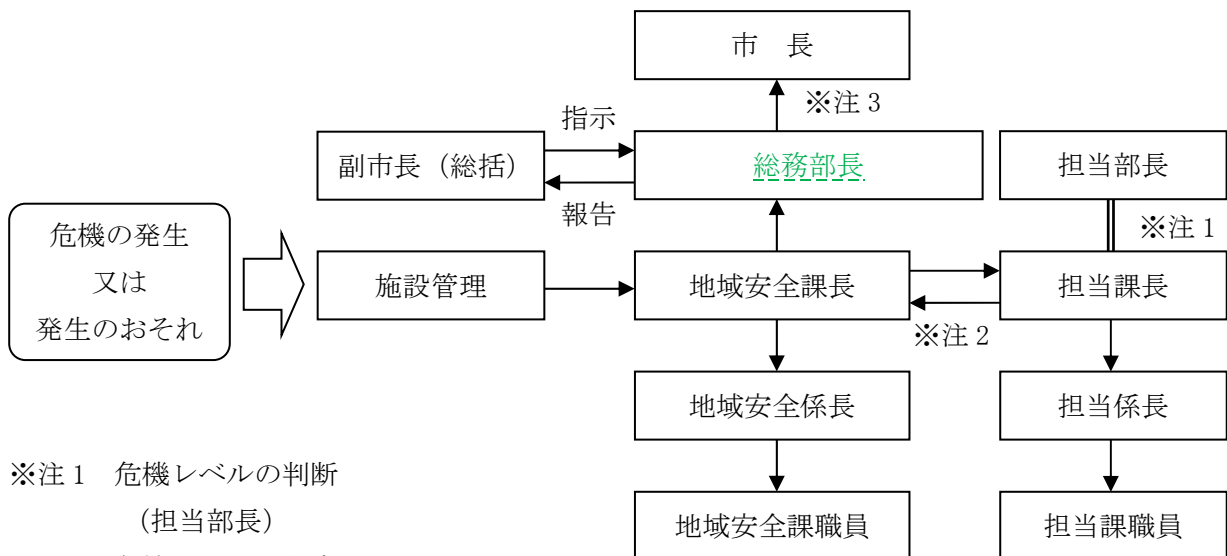 市　長
※注 3
指示
副市長（総括）
総務部長
担当部長
報告
※注 1
危機の発生
又は
発生のおそれ
施設管理
地域安全課長
担当課長
※注 2
地域安全係長
担当係長
※注 1　危機レベルの判断
（担当部長）
地域安全課職員
担当課職員